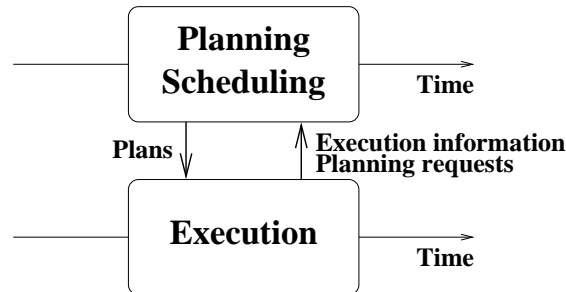 Planning
Scheduling
Time
Plans
Execution information
Planning requests
Execution
Time